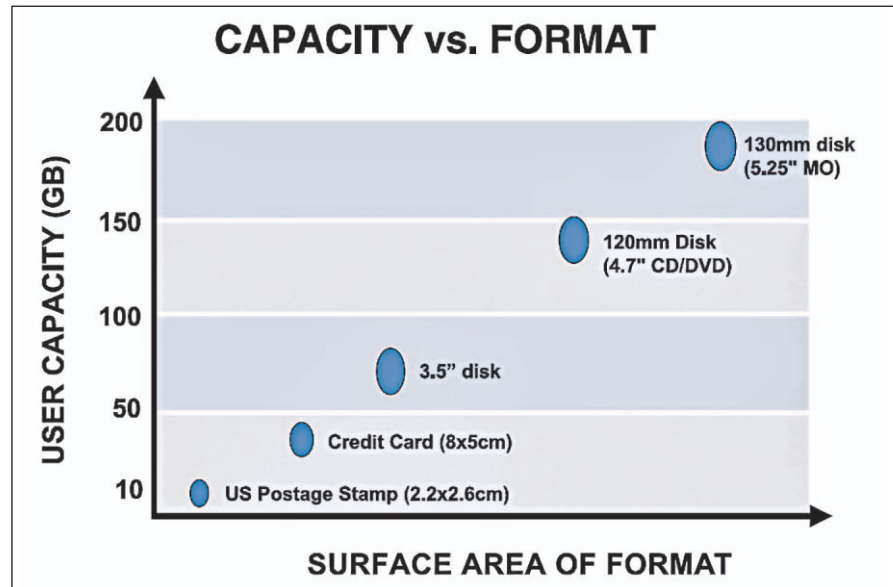 CAPACITY vs. FORMAT
USER CAPACITY (GB)
200
150
100
50
10
130mm disk
(5.25" MO)
120mm Disk
(4.7" CD/DVD)
3.5” disk
Credit Card (8x5cm)
US Postage Stamp (2.2x2.6cm)
SURFACE AREA OF FORMAT